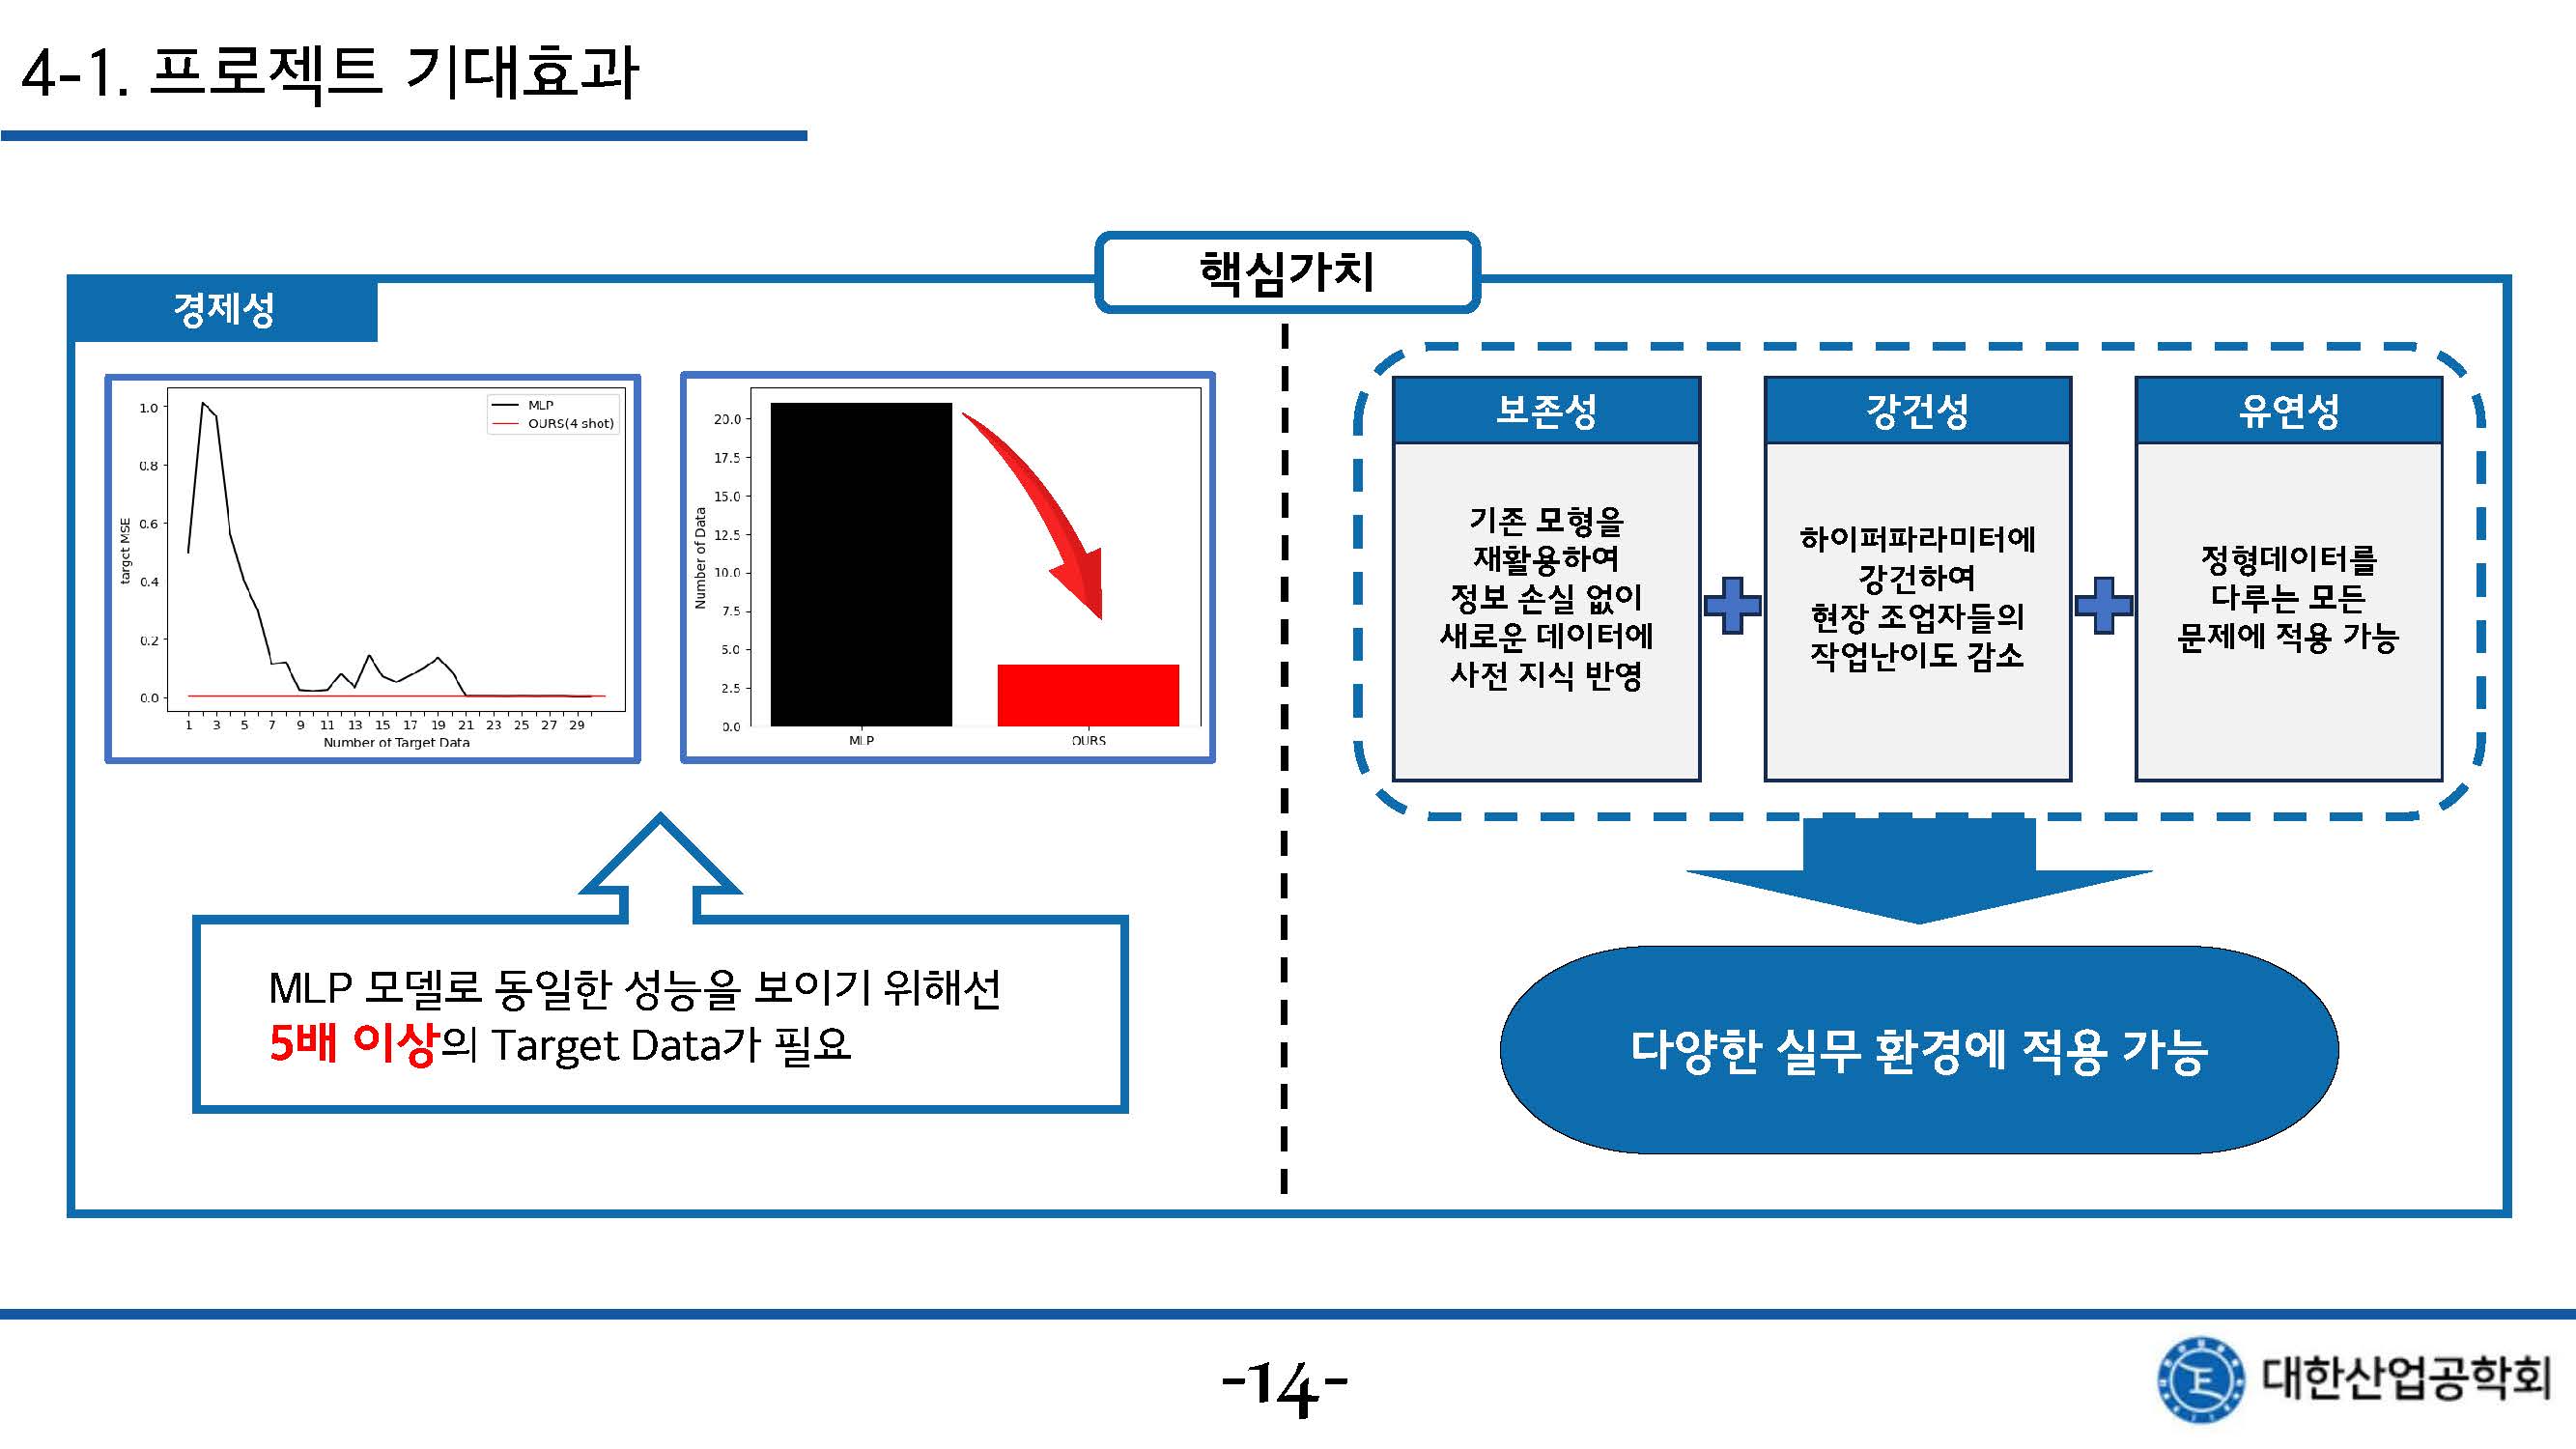 4-1. 프로젝트 기대효과
핵심가치
경제성
1.0
0.8
0.6
0.4
0.2
0.0
target MSE
MLP
OURS(4 shot)
1 3 5 7 9 11 13 15 17 19 21 23 25 27 29
Number of Target Data
20.0
17.5
15.0
12.5
10.0
7.5
5.0
2.5
0.0
Number of Data
MLP OURS
MLP 모델로 동일한 성능을 보이기 위해선
5배 이상의 Target Data가 필요
보존성
기존 모형을
재활용하여
정보 손실 없이
새로운 데이터에
사전 지식 반영
강건성
하이퍼파라미터에
강건하여
현장 조업자들의
작업난이도 감소
유연성
정형데이터를
다루는 모든
문제에 적용 가능
다양한 실무 환경에 적용 가능
-14-
대한산업공학회